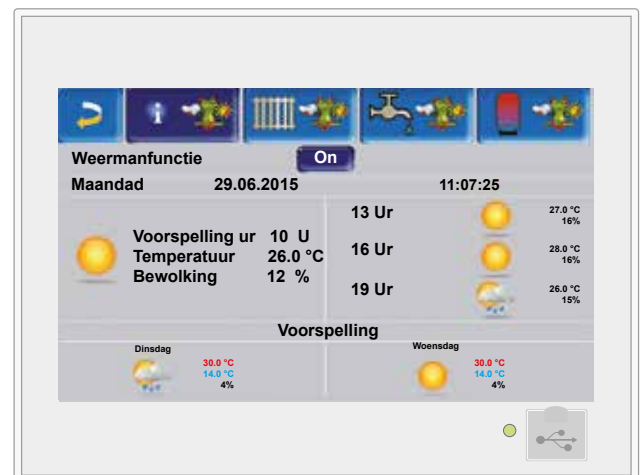 i
Weermanfunctie On
Maandad 29.06.2015 11:07:25
Voorspelling ur 10 U
Temperatuur 26.0 °C
Bewolking 12 %
13 Ur 27.0 °C
16%
16 Ur 28.0 °C
16%
19 Ur 26.0 °C
15%
Voorspelling
Dinsdag
30.0 °C
14.0 °C
4%
Woensdag
30.0 °C
14.0 °C
4%